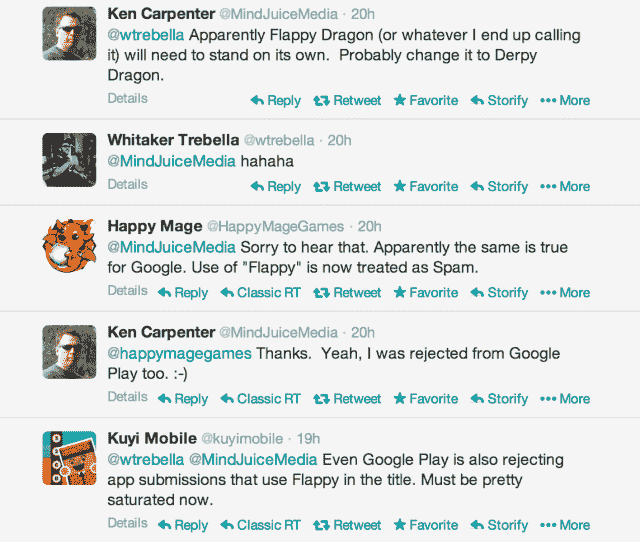 Ken Carpenter @MindJuiceMedia · 20h
@wtrebella Apparently Flappy Dragon (or whatever I end up calling
it) will need to stand on its own.  Probably change it to Derpy
Dragon.
Details Reply Retweet Favorite Storify More
Whitaker Trebella @wtrebella · 20h
@MindJuiceMedia hahaha
Details Reply Retweet Favorite Storify More
Happy Mage @HappyMageGames · 20h
@MindJuiceMedia Sorry to hear that. Apparently the same is true
for Google. Use of "Flappy" is now treated as Spam.
Details Reply Classic RT Retweet Favorite Storify More
Ken Carpenter @MindJuiceMedia · 20h
@happymagegames Thanks.  Yeah, I was rejected from Google
Play too. :-)
Details Reply Classic RT Retweet Favorite Storify More
Kuyi Mobile @kuyimobile · 19h
@wtrebella @MindJuiceMedia Even Google Play is also rejecting
app submissions that use Flappy in the title. Must be pretty
saturated now.
Details Reply Classic RT Retweet Favorite Storify More